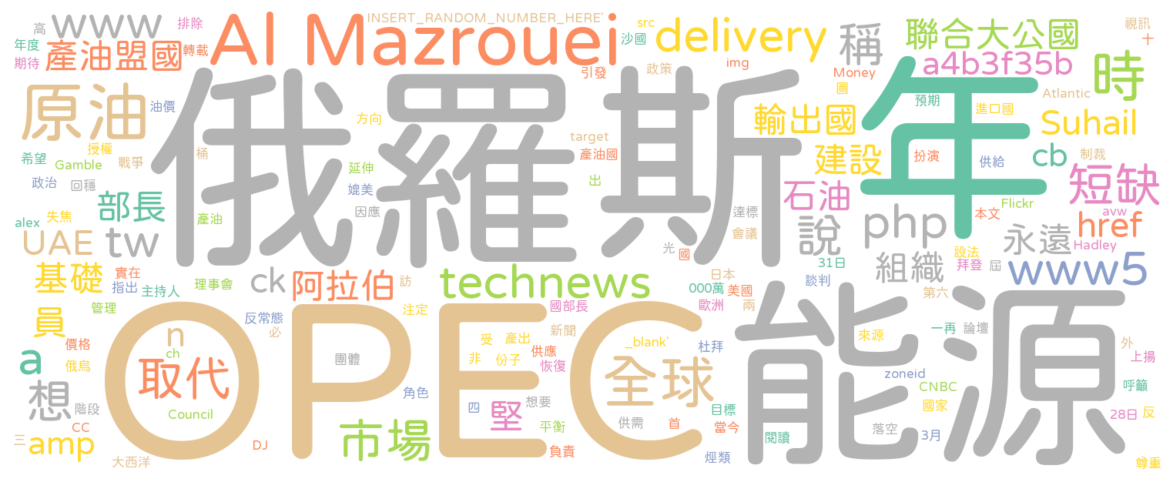 高 www 排除 Al Mazrouei INSERT_RANDOM_NUMBER_HERE' 沙國 src delivery 稱 聯合大公國 視訊
年度 產油盟國 轉載 引發 政策 img Money a4b3f35b 時 十
期待 原油 油價 俄羅斯 圑 年 預期 Atlantic 進口國
授權 方向 target 輸出國 Suhail
希望 Gamble 戰爭 桶 延伸 產油國 建設 扮演 供給 cb 制裁
政治 回穩 媲美 出 石油 短缺
alex 失焦 部長 產油 因應 達標 php 本文 Flickr avw href
UAE tw 會議 說 永遠 Hadley
實在 光 國 31日 組織 設法 拜登 屆 www5
基礎 指出 主持人 理事會 ck 阿拉伯 訪 technews 日本 談判
員 管理 反常態 必 注定 國部長 000萬 美國 歐洲 兩 第六
價格 n OPEC 受 產出 新聞 _blank' 能源 來源 一再 論壇 外
a 俄烏 ch 取代 團體 非 份子 供應 恢復 全球 杜拜 上揚
想 階段 Council 角色 四 想要 zoneid CNBC 國家 呼籲
CC 市場 堅 平衡 供需 首 目標 當今 落空 3月 28日 反
三 amp DJ 負責 閱讀
大西洋 烴類 尊重